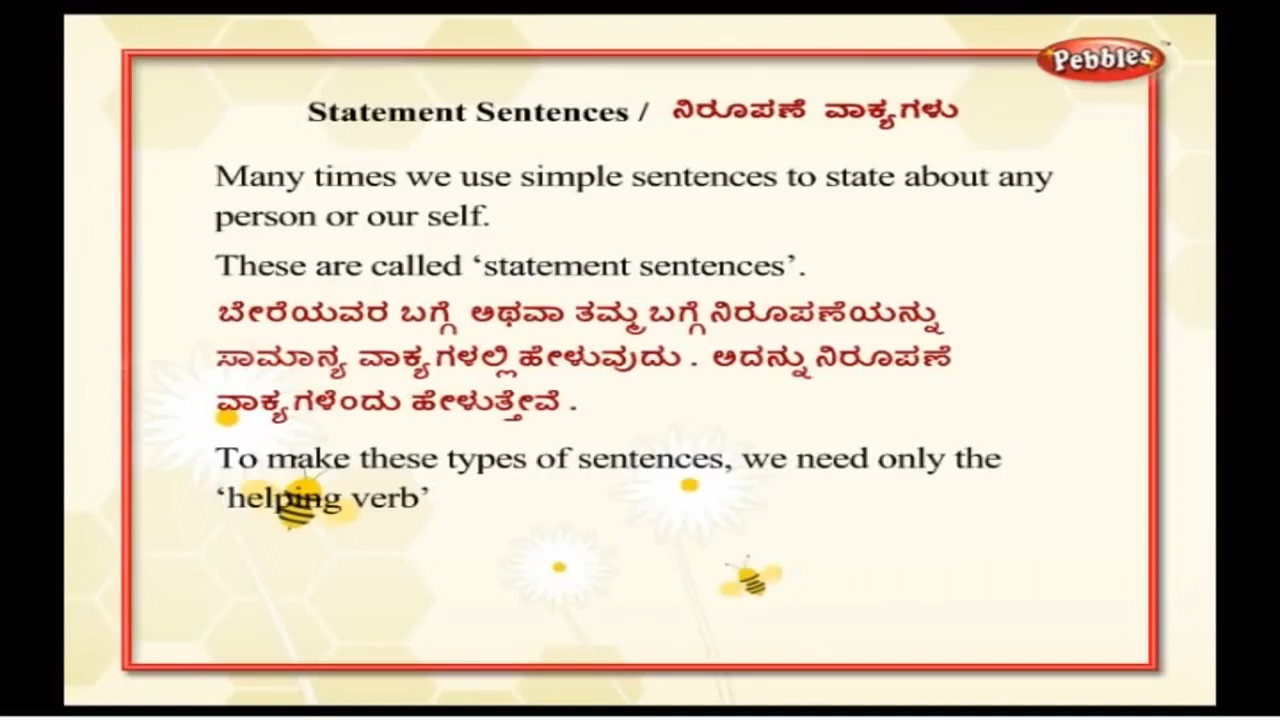 Pebbles
Statement Sentences / ನಿರೂಪಣೆ ವಾಕ್ಯಗಳು
Many times we use simple sentences to state about any
person or our self.
These are called ‘statement sentences’.
ಬೇರೆಯವರ ಬಗ್ಗೆ ಅಥವಾ ತಮ್ಮ ಬಗ್ಗೆ ನಿರೂಪಣೆಯನ್ನು
ಸಾಮಾನ್ಯ ವಾಕ್ಯಗಳಲ್ಲಿ ಹೇಳುವುದು . ಅದನ್ನು ನಿರೂಪಣೆ
ವಾಕ್ಯಗಳೆಂದು ಹೇಳುತ್ತೇವೆ .
To make these types of sentences, we need only the
‘helping verb’